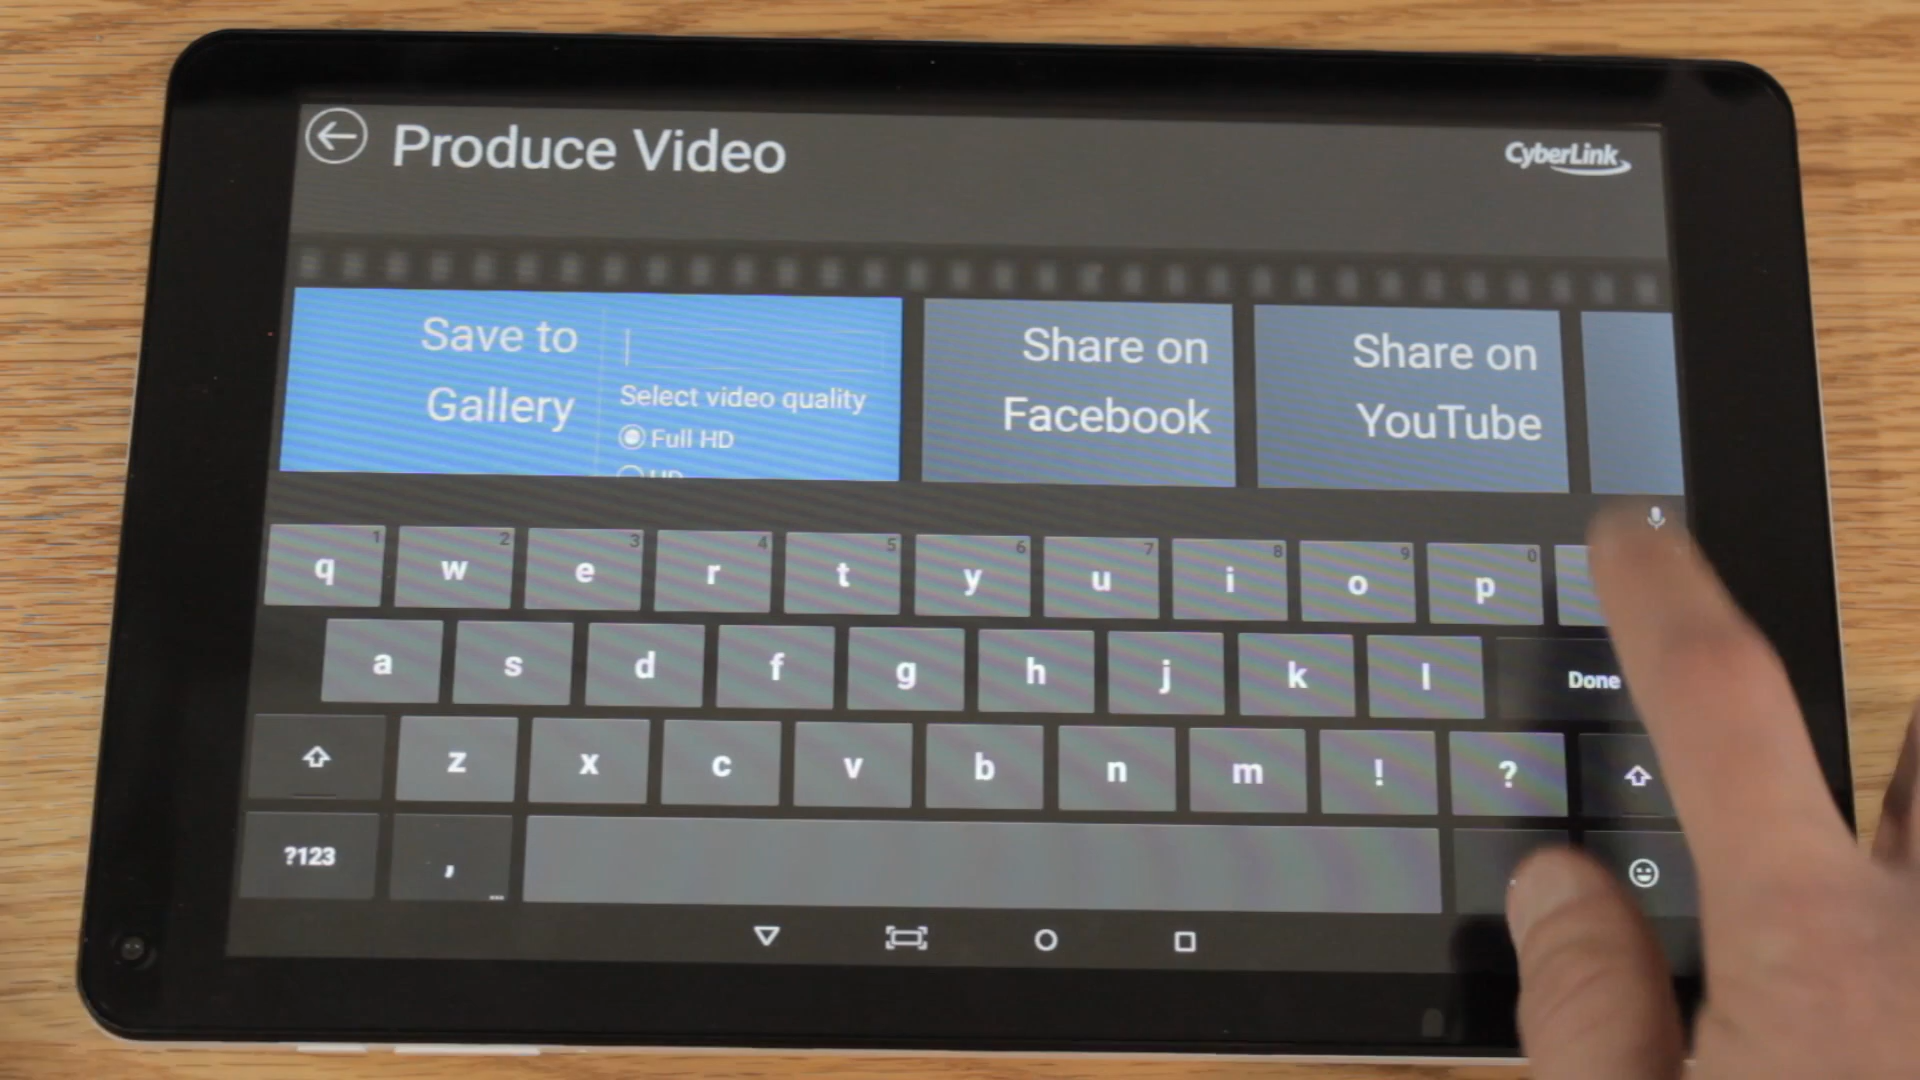 Produce Video
CyberLink
Save to
Gallery
Select video quality
Full HD
HD
Share on
Facebook
Share on
YouTube
q 1 w 2 e 3 r 4 t 5 y 6 u 7 i 8 o 9 p 0
a s d f g h j k l Done
z x c v b n m ! ?
?123 , ...